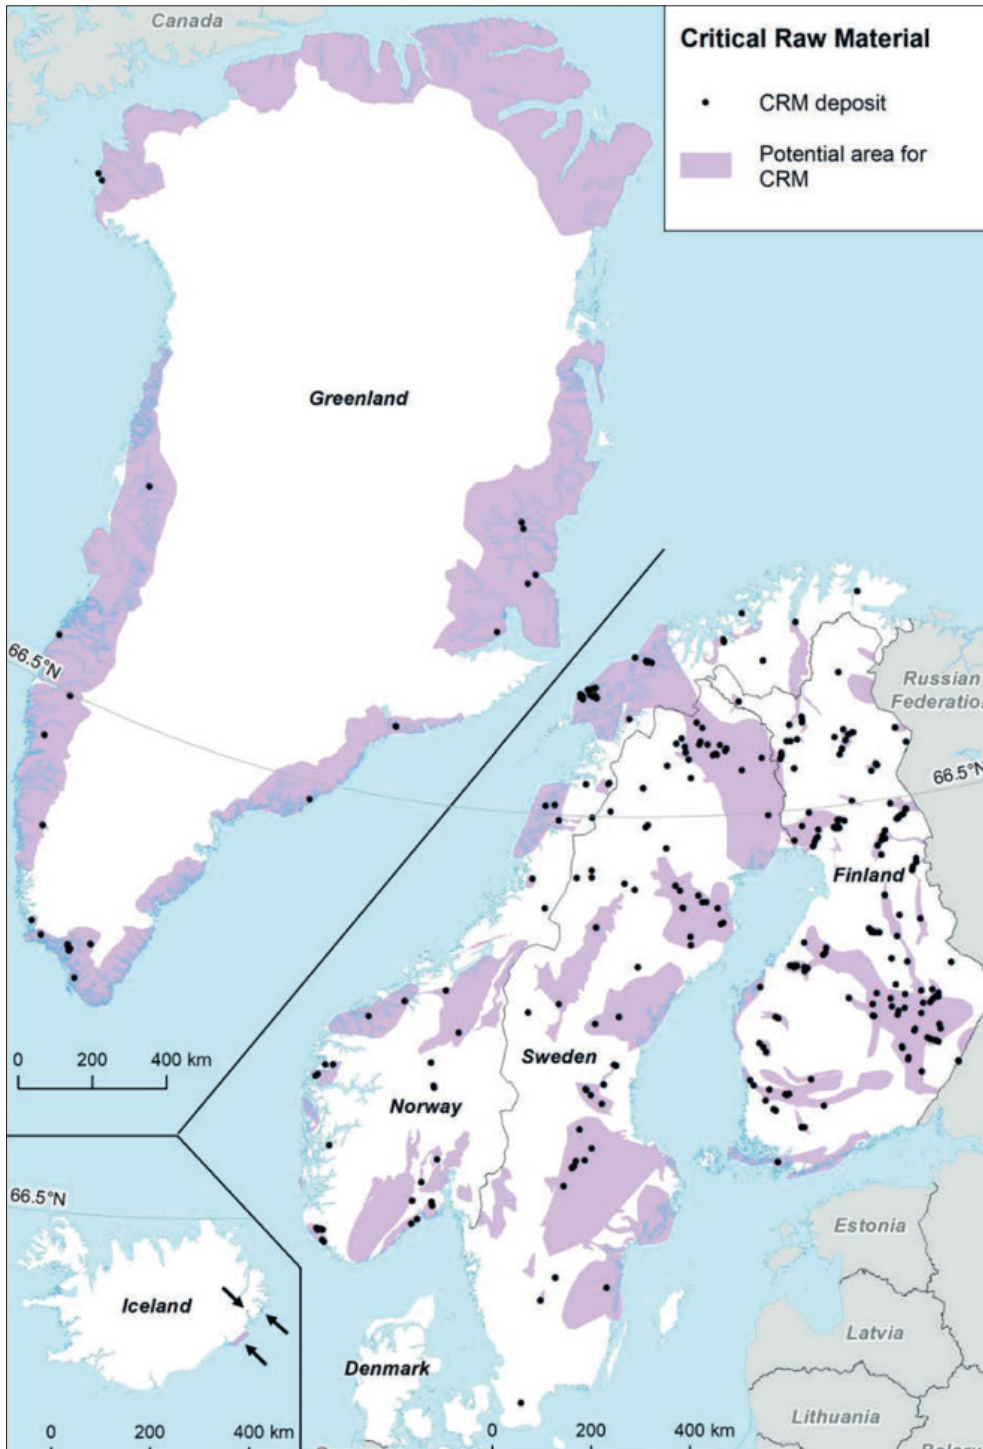 Canada
Critical Raw Material
CRM deposit
Potential area for
CRM
Greenland
66.5°N
Russian
Federation
66.5°N
Finland
0 200 400 km
Sweden
Norway
66.5°N
Estonia
Iceland
Latvia
Denmark
Lithuania
0 200 400 km
0 200 400 km